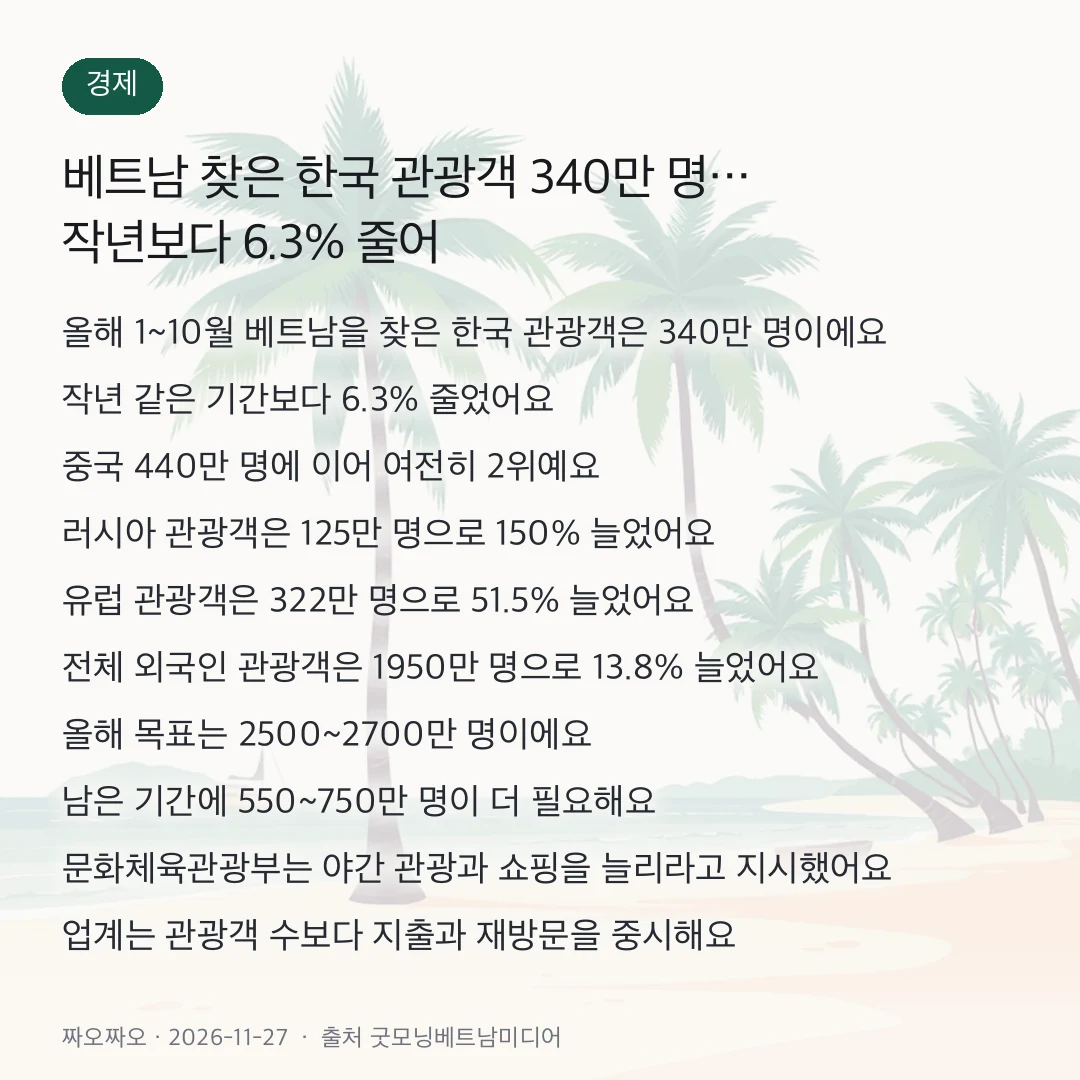 경제
베트남 찾은 한국 관광객 340만 명…
작년보다 6.3% 줄어
올해 1~10월 베트남을 찾은 한국 관광객은 340만 명이에요
작년 같은 기간보다 6.3% 줄었어요
중국 440만 명에 이어 여전히 2위예요
러시아 관광객은 125만 명으로 150% 늘었어요
유럽 관광객은 322만 명으로 51.5% 늘었어요
전체 외국인 관광객은 1950만 명으로 13.8% 늘었어요
올해 목표는 2500~2700만 명이에요
남은 기간에 550~750만 명이 더 필요해요
문화체육관광부는 야간 관광과 쇼핑을 늘리라고 지시했어요
업계는 관광객 수보다 지출과 재방문을 중시해요
짜오짜오 · 2026-11-27 · 출처 굿모닝베트남미디어